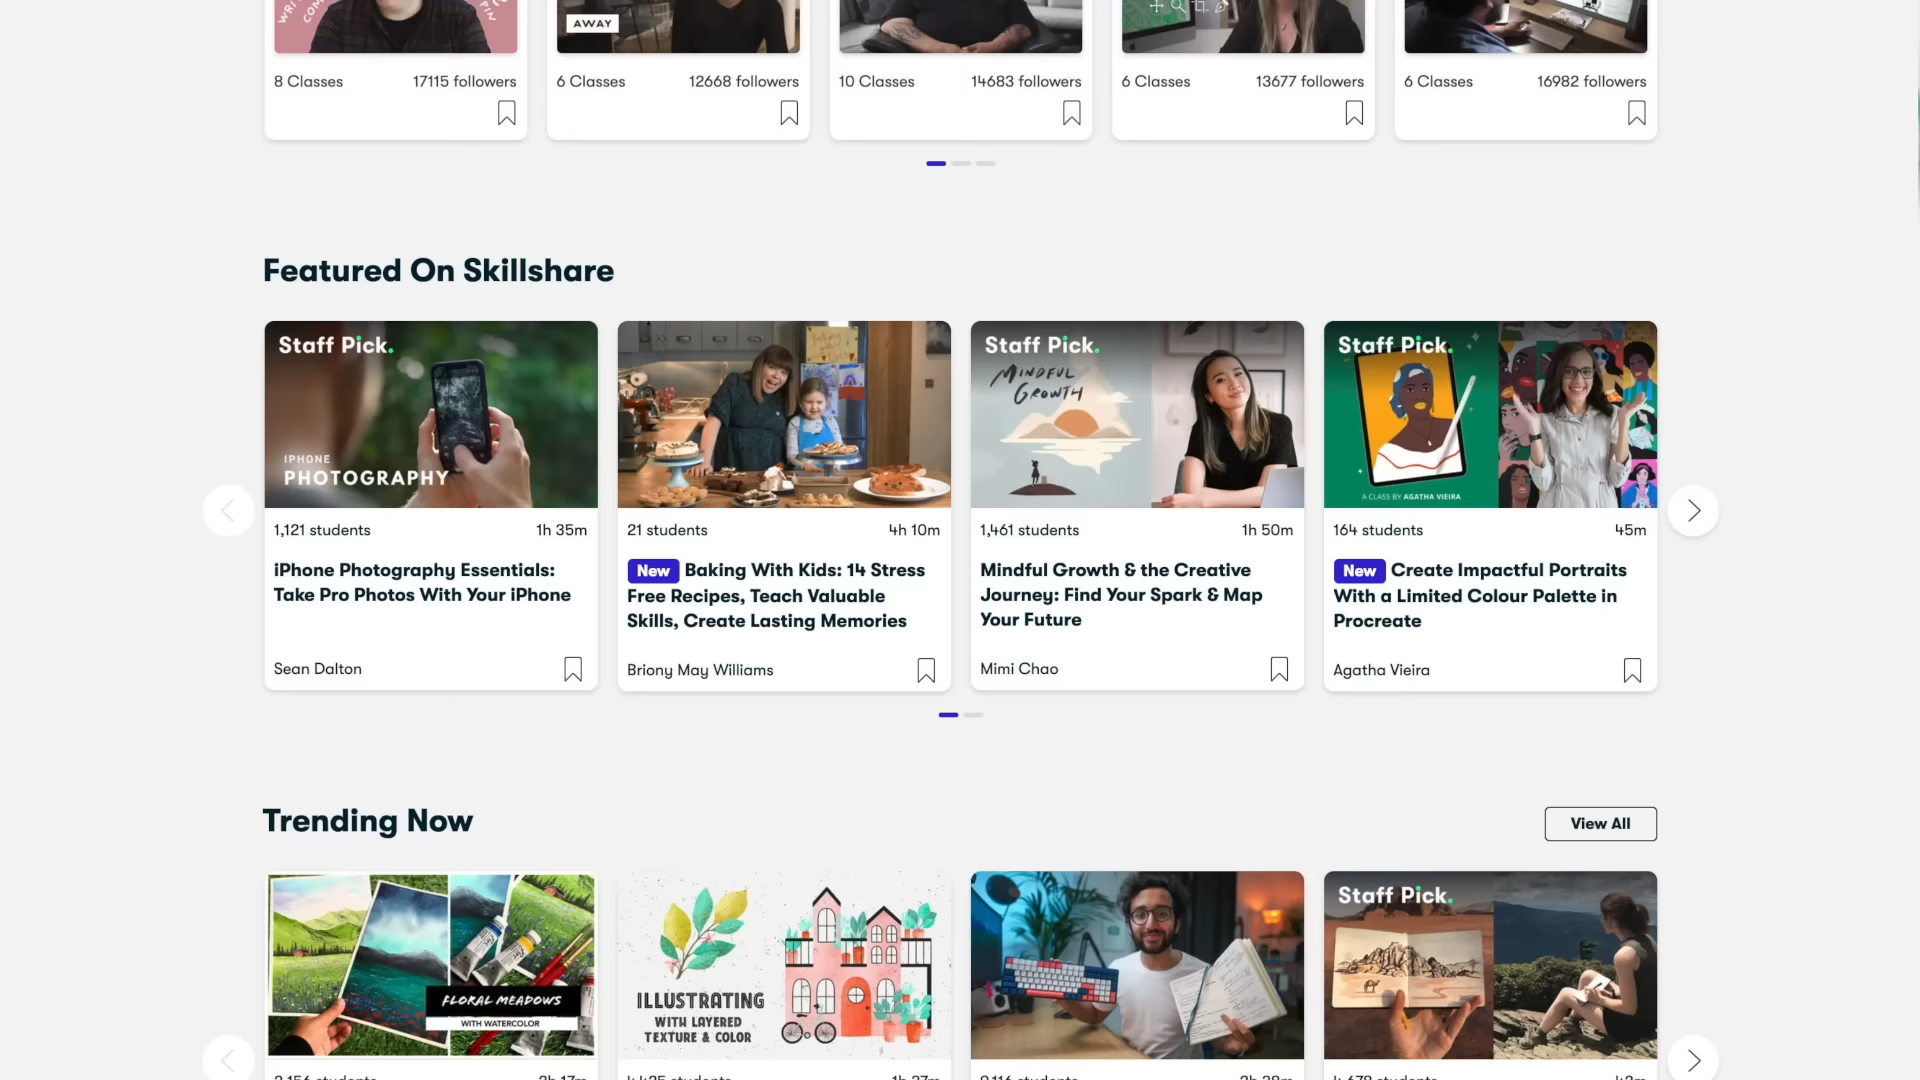 AWAY
8 Classes 17115 followers
6 Classes 12668 followers
10 Classes 14683 followers
6 Classes 13677 followers
6 Classes 16982 followers
Featured On Skillshare
Staff Pick.
IPHONE
PHOTOGRAPHY
1,121 students 1h 35m
iPhone Photography Essentials:
Take Pro Photos With Your iPhone
Sean Dalton
21 students 4h 10m
New Baking With Kids: 14 Stress
Free Recipes, Teach Valuable
Skills, Create Lasting Memories
Briony May Williams
Staff Pick.
MINDFUL
GROWTH
1,461 students 1h 50m
Mindful Growth & the Creative
Journey: Find Your Spark & Map
Your Future
Mimi Chao
Staff Pick.
A CLASS BY AGATHA VIEIRA
164 students 45m
New Create Impactful Portraits
With a Limited Colour Palette in
Procreate
Agatha Vieira
Trending Now
View All
FLORAL MEADOWS
WITH WATERCOLOR
ILLUSTRATING
WITH LAYERED
TEXTURE & COLOR
Staff Pick.